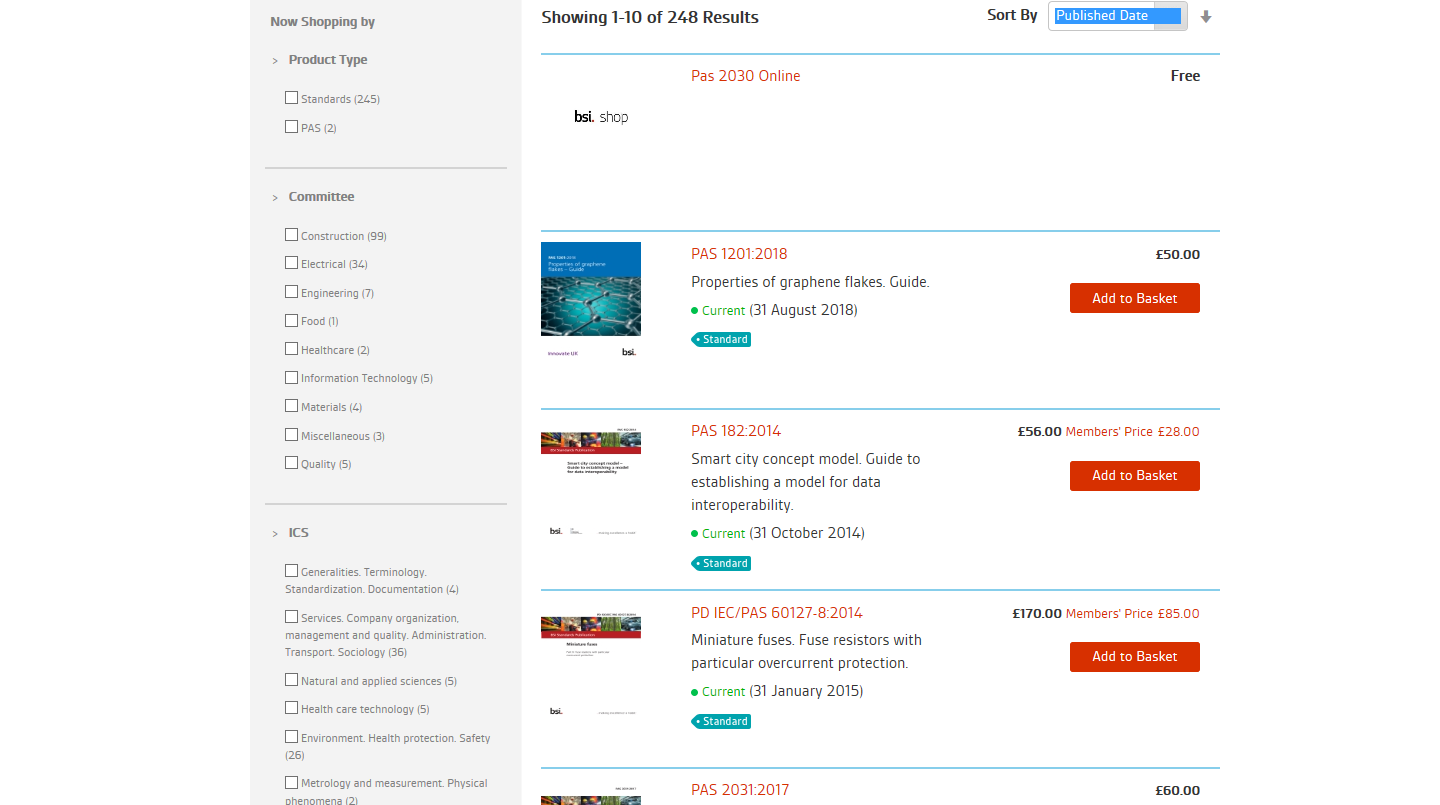 Now Shopping by
> Product Type
Standards (245)
PAS (2)
> Committee
Construction (99)
Electrical (34)
Engineering (7)
Food (1)
Healthcare (2)
Information Technology (5)
Materials (4)
Miscellaneous (3)
Quality (5)
> ICS
Generalities. Terminology.
Standardization. Documentation (4)
Services. Company organization,
management and quality. Administration.
Transport. Sociology (36)
Natural and applied sciences (5)
Health care technology (5)
Environment. Health protection. Safety
(26)
Metrology and measurement. Physical
phenomena (2)
Showing 1-10 of 248 Results
Sort By Published Date
bsi. shop
Pas 2030 Online
Free
PAS 1201:2018
Properties of graphene
flakes – Guide
Innovate UK
bsi.
PAS 1201:2018
£50.00
Properties of graphene flakes. Guide.
Add to Basket
Current (31 August 2018)
Standard
BSI Standards Publication
Smart city concept model –
Guide to establishing a model
for data interoperability
bsi.
PAS 182:2014
£56.00 Members' Price £28.00
Smart city concept model. Guide to
establishing a model for data
interoperability.
Add to Basket
Current (31 October 2014)
Standard
BSI Standards Publication
Miniature fuses
bsi.
PD IEC/PAS 60127-8:2014
£170.00 Members' Price £85.00
Miniature fuses. Fuse resistors with
particular overcurrent protection.
Add to Basket
Current (31 January 2015)
Standard
PAS 2031:2017
£60.00